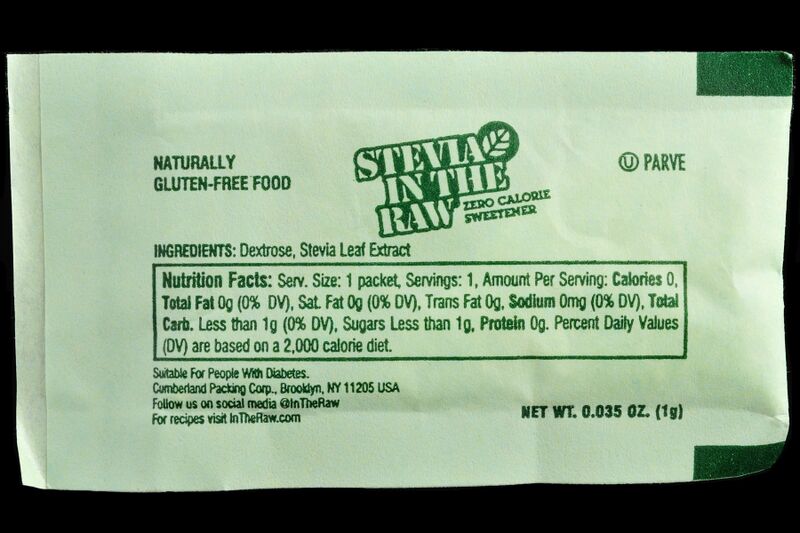 NATURALLY
GLUTEN-FREE FOOD
STEVIA
IN THE
RAW
ZERO CALORIE
SWEETENER
Ⓤ PARVE
INGREDIENTS: Dextrose, Stevia Leaf Extract
Nutrition Facts: Serv. Size: 1 packet, Servings: 1, Amount Per Serving: Calories 0,
Total Fat 0g (0% DV), Sat. Fat 0g (0% DV), Trans Fat 0g, Sodium 0mg (0% DV), Total
Carb. Less than 1g (0% DV), Sugars Less than 1g, Protein 0g. Percent Daily Values
(DV) are based on a 2,000 calorie diet.
Suitable For People With Diabetes.
Cumberland Packing Corp., Brooklyn, NY 11205 USA
Follow us on social media @InTheRaw
For recipes visit InTheRaw.com
NET WT. 0.035 OZ. (1g)